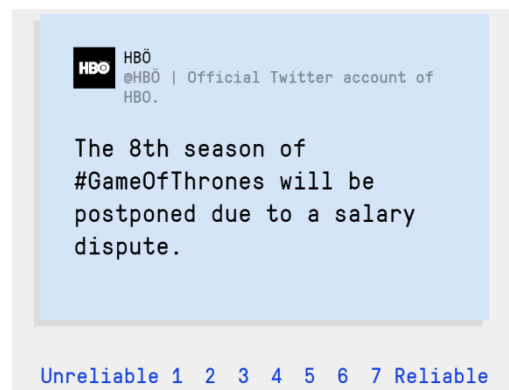 HBO
HBÖ
@HBÖ | Official Twitter account of
HBO.
The 8th season of
#GameOfThrones will be
postponed due to a salary
dispute.
Unreliable 1 2 3 4 5 6 7 Reliable